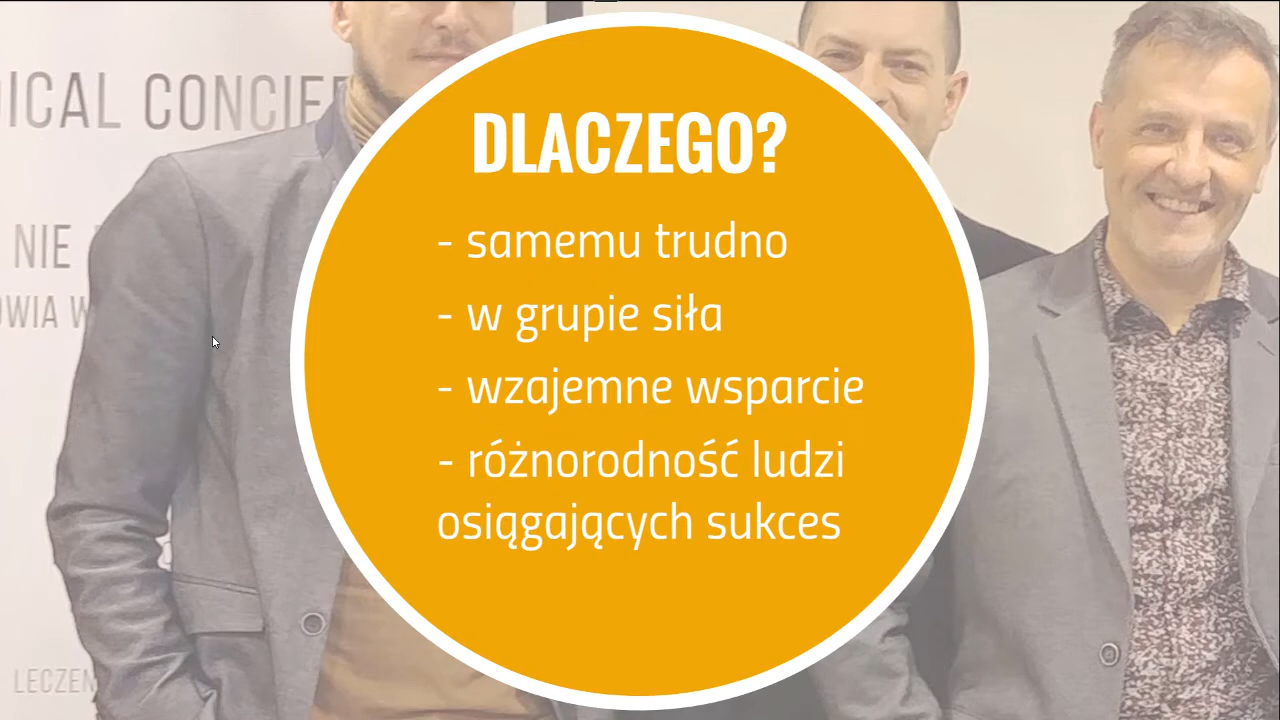 DICAL CONCIE
NIE
OWIA W
LECZEN
DLACZEGO?
- samemu trudno
- w grupie siła
- wzajemne wsparcie
- różnorodność ludzi
osiągających sukces